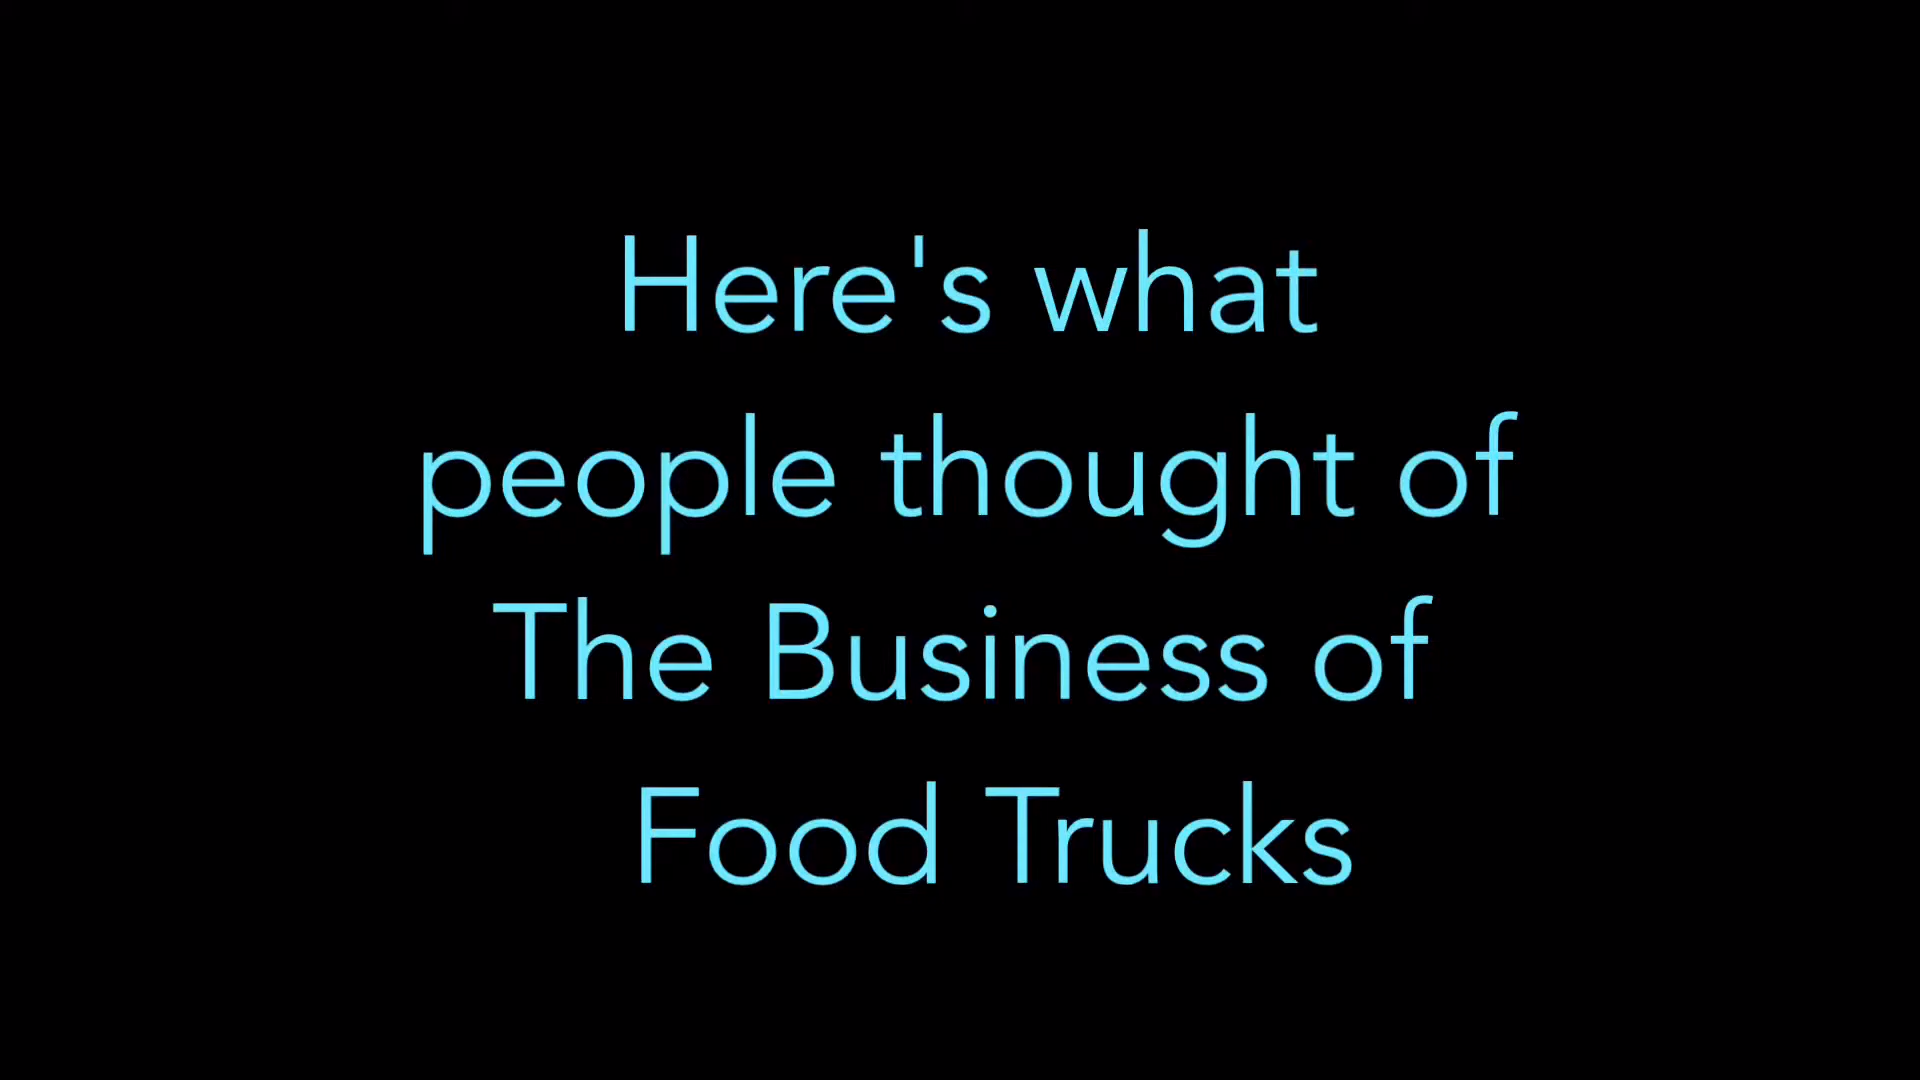 Here's what
people thought of
The Business of
Food Trucks